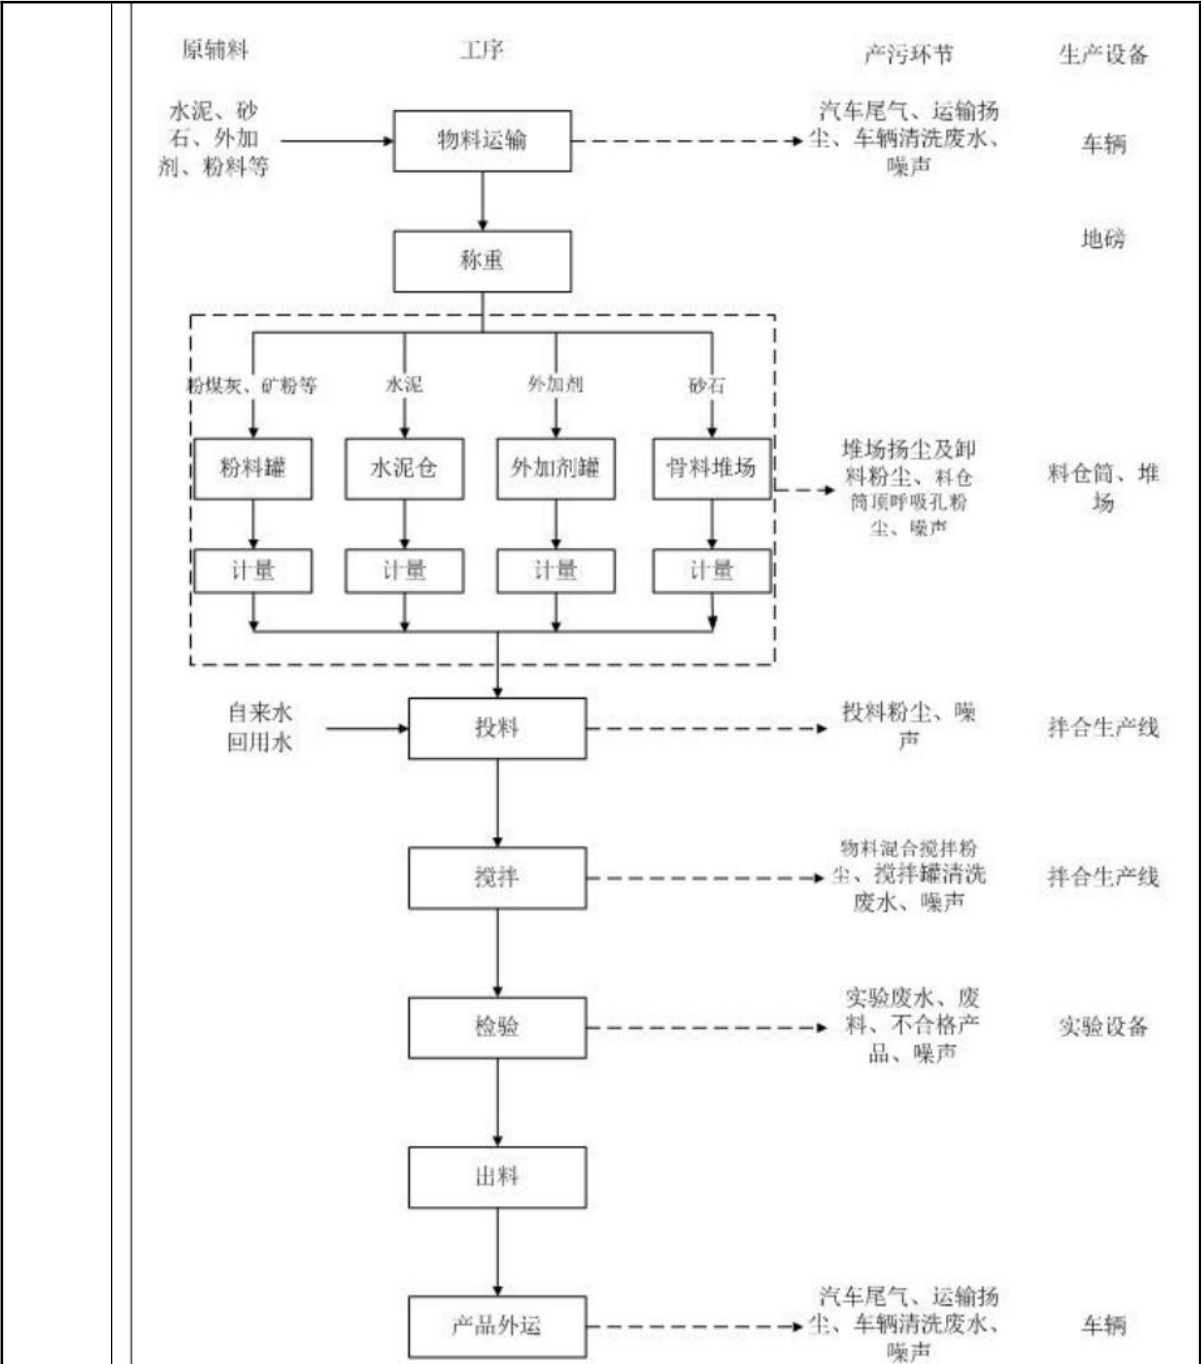 原辅料
工序
产污环节
生产设备
水泥、砂
石、外加
剂、粉料等
物料运输
汽车尾气、运输扬
尘、车辆清洗废水、
噪声
车辆
称重
地磅
粉煤灰、矿粉等
水泥
外加剂
砂石
粉料罐
水泥仓
外加剂罐
骨料堆场
堆场扬尘及卸
料粉尘、料仓
筒顶呼吸孔粉
尘、噪声
料仓筒、堆
场
计量
计量
计量
计量
自来水
回用水
投料
投料粉尘、噪
声
拌合生产线
搅拌
物料混合搅拌粉
尘、搅拌罐清洗
废水、噪声
拌合生产线
检验
实验废水、废
料、不合格产
品、噪声
实验设备
出料
产品外运
汽车尾气、运输扬
尘、车辆清洗废水、
噪声
车辆